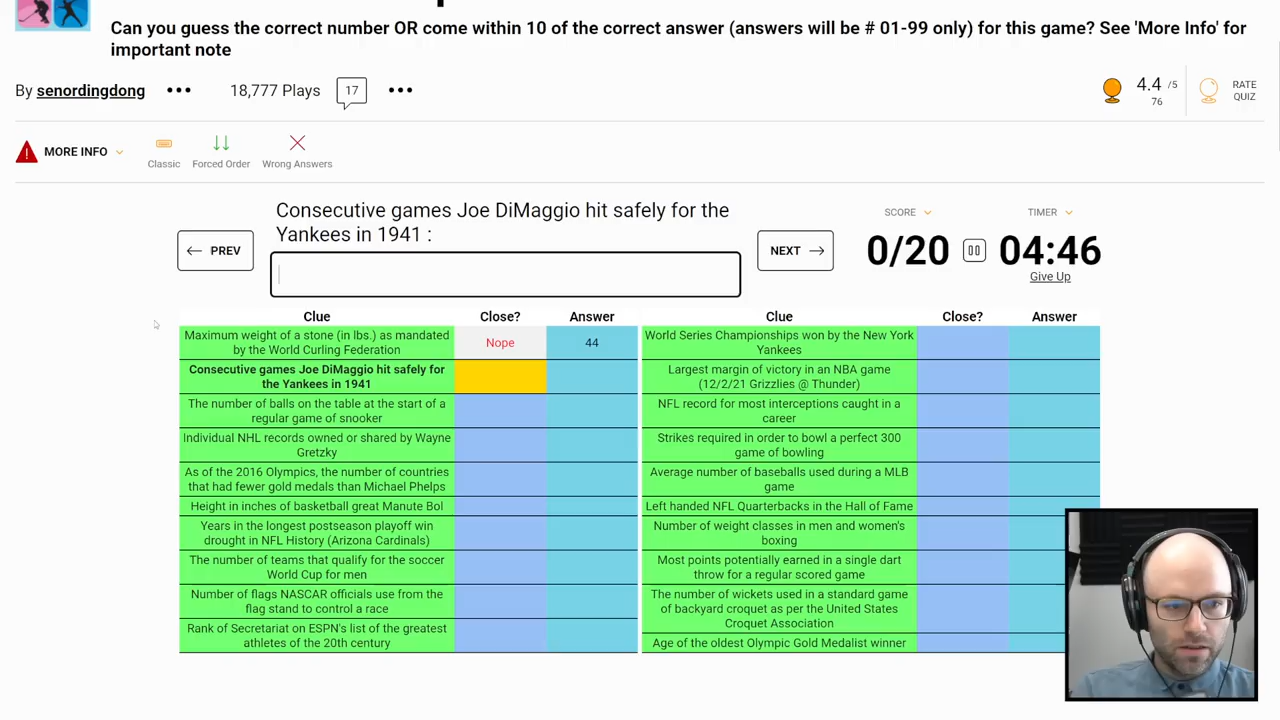 Can you guess the correct number OR come within 10 of the correct answer (answers will be # 01-99 only) for this game? See 'More Info' for
important note
By senordingdong ••• 18,777 Plays 17 •••
4.4 /5
76
RATE
QUIZ
MORE INFO
Classic
Forced Order
Wrong Answers
Consecutive games Joe DiMaggio hit safely for the
Yankees in 1941 :
← PREV
NEXT →
SCORE
0/20
TIMER
04:46
Give Up
Clue Close? Answer
Maximum weight of a stone (in lbs.) as mandated
by the World Curling Federation
Nope
44
Consecutive games Joe DiMaggio hit safely for
the Yankees in 1941
The number of balls on the table at the start of a
regular game of snooker
Individual NHL records owned or shared by Wayne
Gretzky
As of the 2016 Olympics, the number of countries
that had fewer gold medals than Michael Phelps
Height in inches of basketball great Manute Bol
Years in the longest postseason playoff win
drought in NFL History (Arizona Cardinals)
The number of teams that qualify for the soccer
World Cup for men
Number of flags NASCAR officials use from the
flag stand to control a race
Rank of Secretariat on ESPN's list of the greatest
athletes of the 20th century
Clue Close? Answer
World Series Championships won by the New York
Yankees
Largest margin of victory in an NBA game
(12/2/21 Grizzlies @ Thunder)
NFL record for most interceptions caught in a
career
Strikes required in order to bowl a perfect 300
game of bowling
Average number of baseballs used during a MLB
game
Left handed NFL Quarterbacks in the Hall of Fame
Number of weight classes in men and women's
boxing
Most points potentially earned in a single dart
throw for a regular scored game
The number of wickets used in a standard game
of backyard croquet as per the United States
Croquet Association
Age of the oldest Olympic Gold Medalist winner